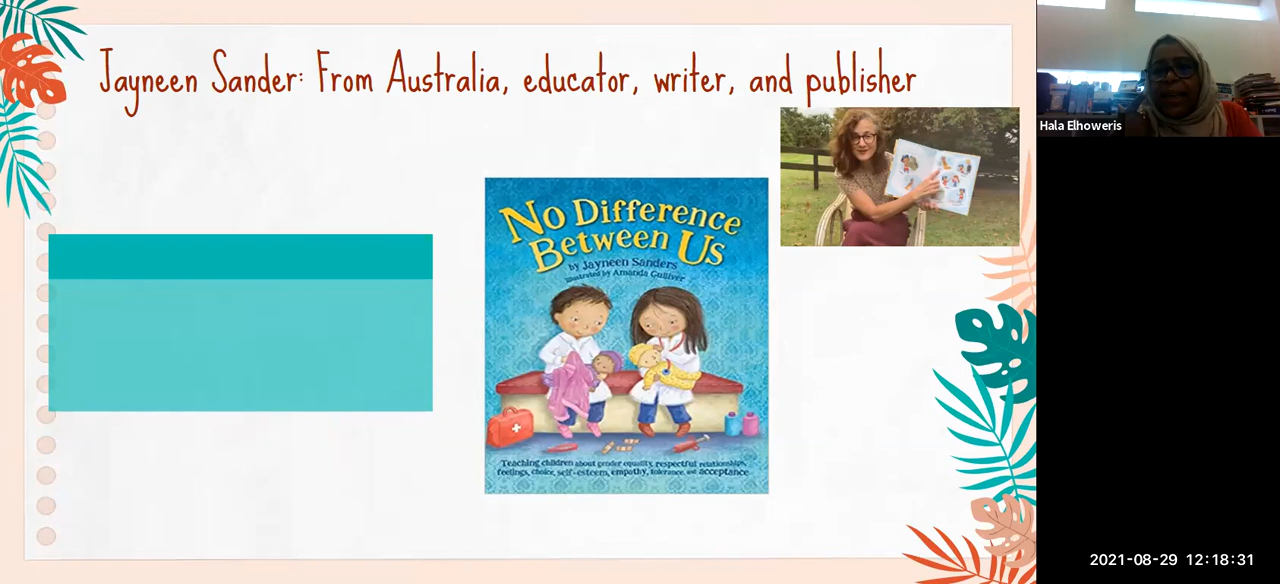 Jayneen Sander: From Australia, educator, writer, and publisher
Hala Elhoweris
No Difference
Between Us
by Jayneen Sanders
Illustrated by Amanda Gulliver
Teaching children about gender equality, respectful relationships,
feelings, choice, self-esteem, empathy, tolerance, and acceptance
2021-08-29 12:18:31